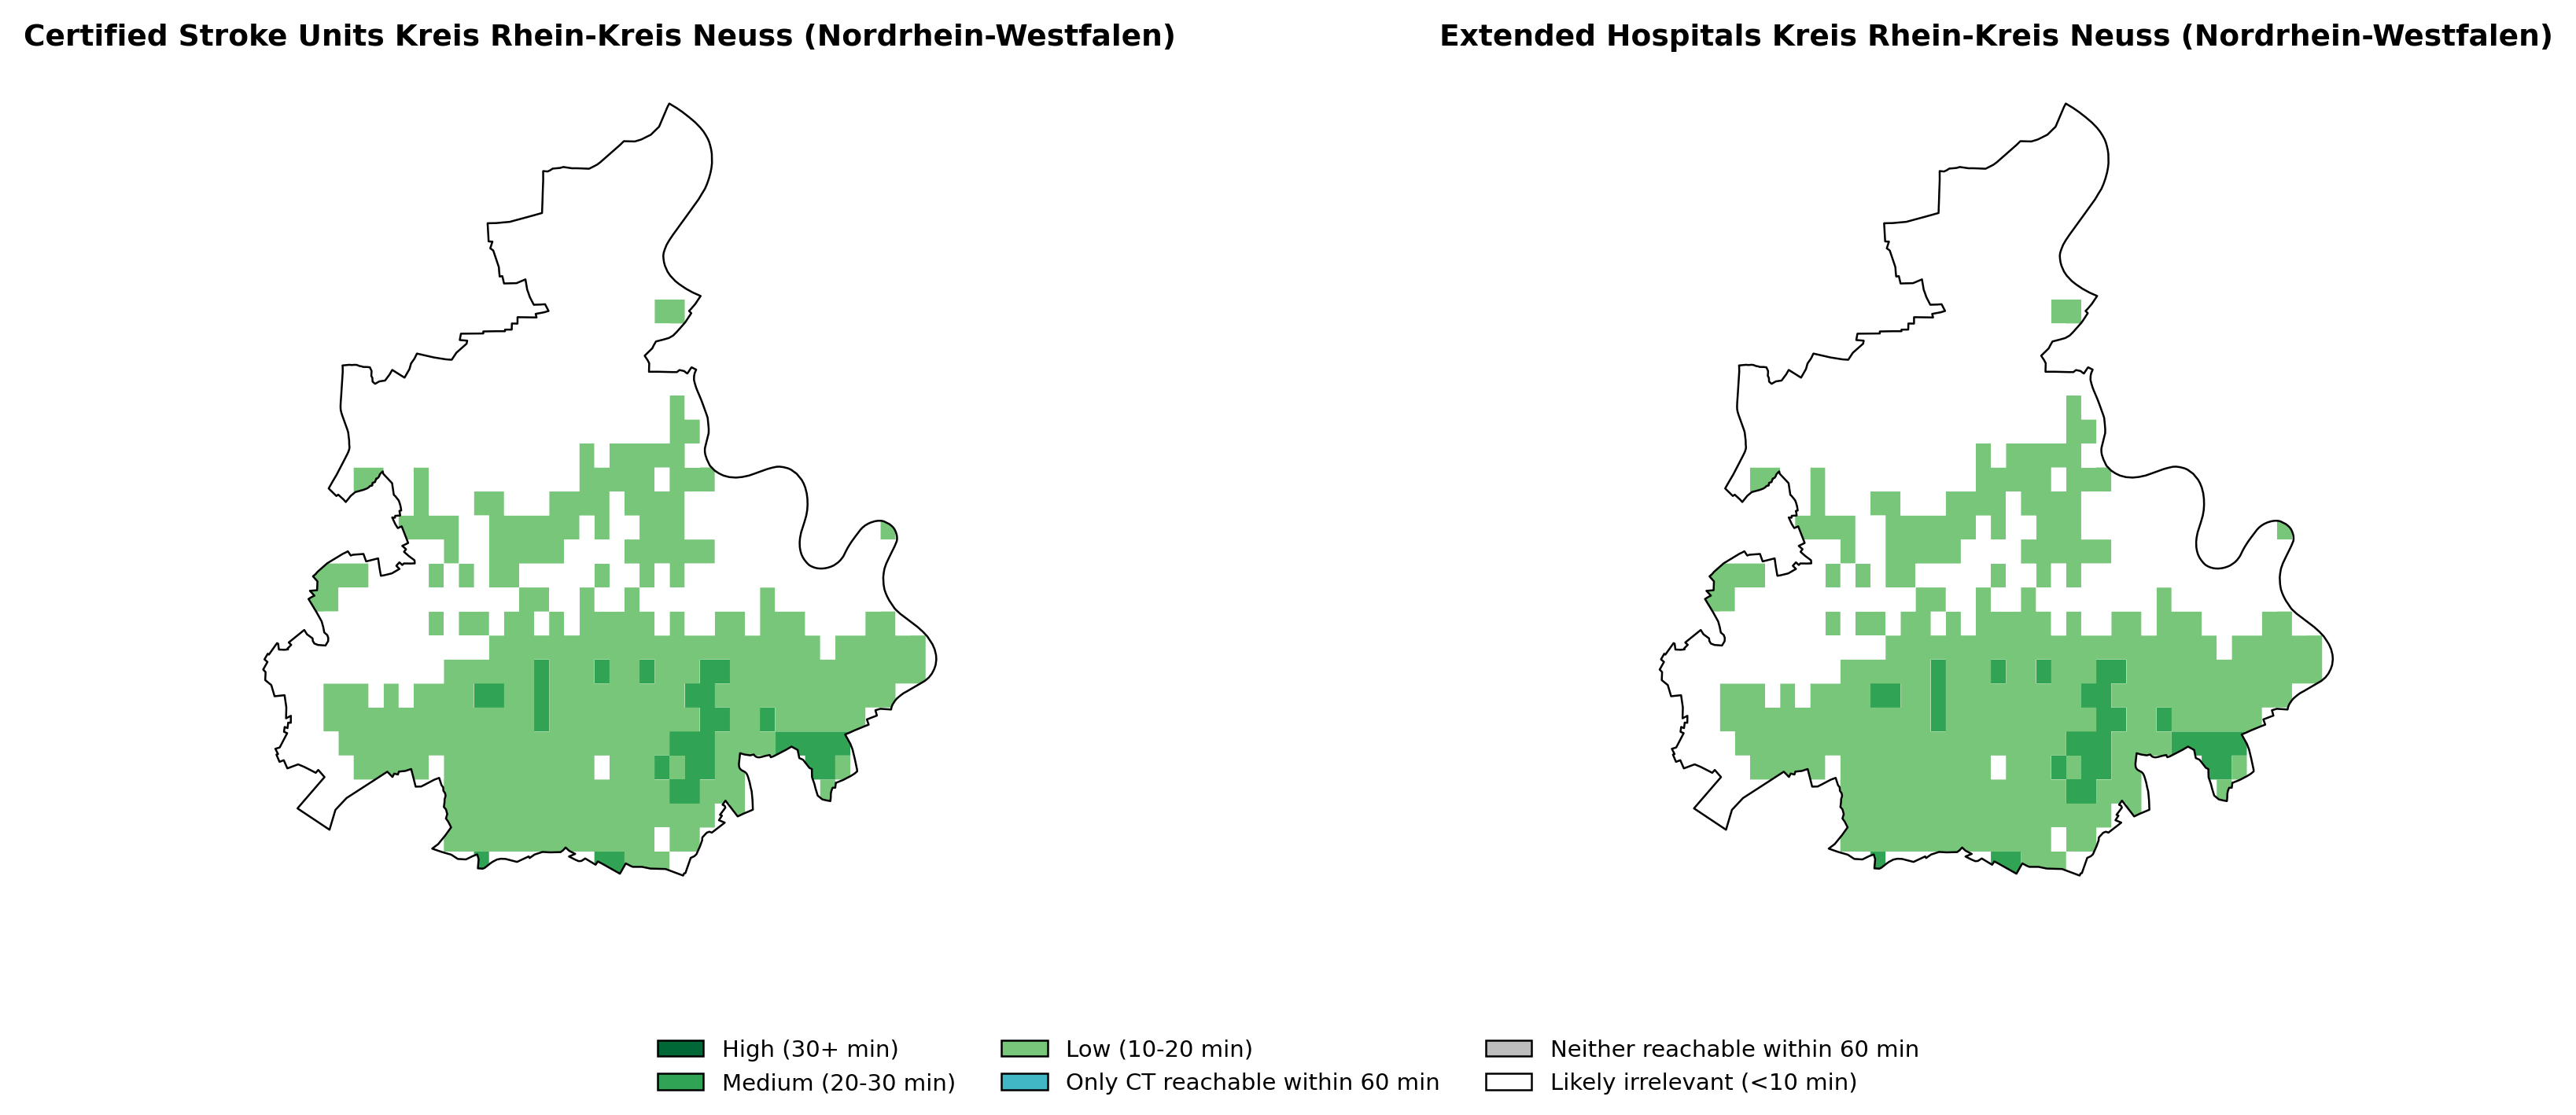 Certified Stroke Units Kreis Rhein-Kreis Neuss (Nordrhein-Westfalen)
Extended Hospitals Kreis Rhein-Kreis Neuss (Nordrhein-Westfalen)
High (30+ min)
Medium (20-30 min)
Low (10-20 min)
Only CT reachable within 60 min
Neither reachable within 60 min
Likely irrelevant (<10 min)